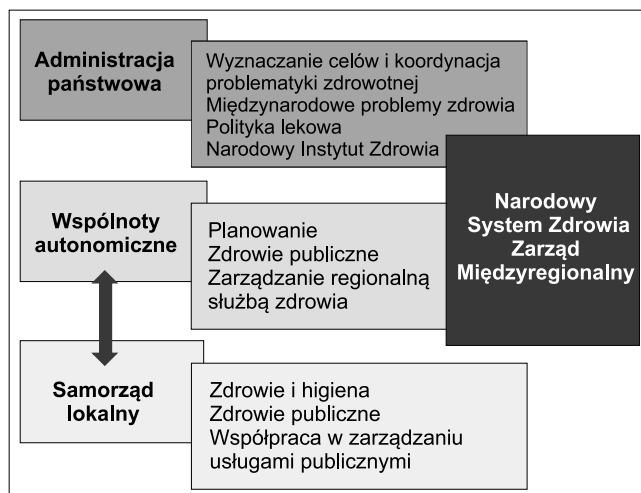 Administracja
państwowa
Wyznaczanie celów i koordynacja
problematyki zdrowotnej
Międzynarodowe problemy zdrowia
Polityka lekowa
Narodowy Instytut Zdrowia
Narodowy
System Zdrowia
Zarząd
Międzyregionalny
Wspólnoty
autonomiczne
Planowanie
Zdrowie publiczne
Zarządzanie regionalną
służbą zdrowia
Samorząd
lokalny
Zdrowie i higiena
Zdrowie publiczne
Współpraca w zarządzaniu
usługami publicznymi